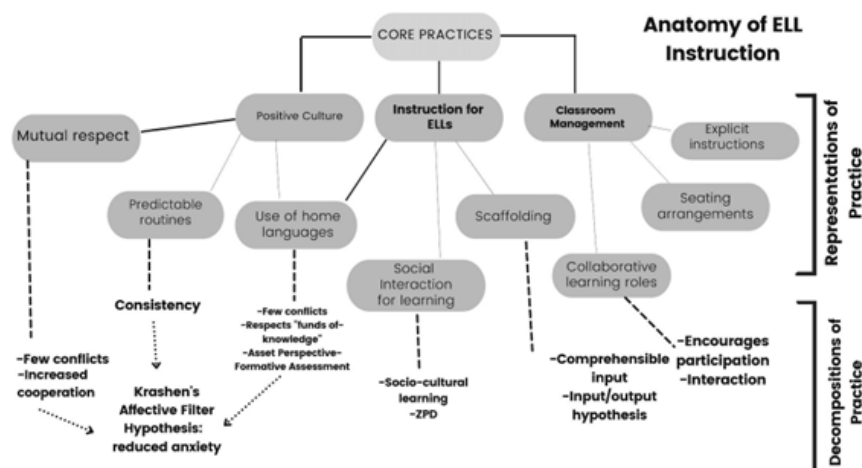 CORE PRACTICES
Anatomy of ELL
Instruction
Mutual respect
Positive Culture
Instruction for
ELLs
Classroom
Management
Explicit
instructions
Predictable
routines
Use of home
languages
Scaffolding
Seating
arrangements
Social
Interaction
for learning
Collaborative
learning roles
Representations of
Practice
Consistency
-Few conflicts
-Increased
cooperation
Krashen's
Affective Filter
Hypothesis:
reduced anxiety
-Few conflicts
-Respects "funds of-
knowledge"
-Asset Perspective-
Formative Assessment
-Socio-cultural
learning
-ZPD
-Comprehensible
input
-Input/output
hypothesis
-Encourages
participation
-Interaction
Decompositions of
Practice